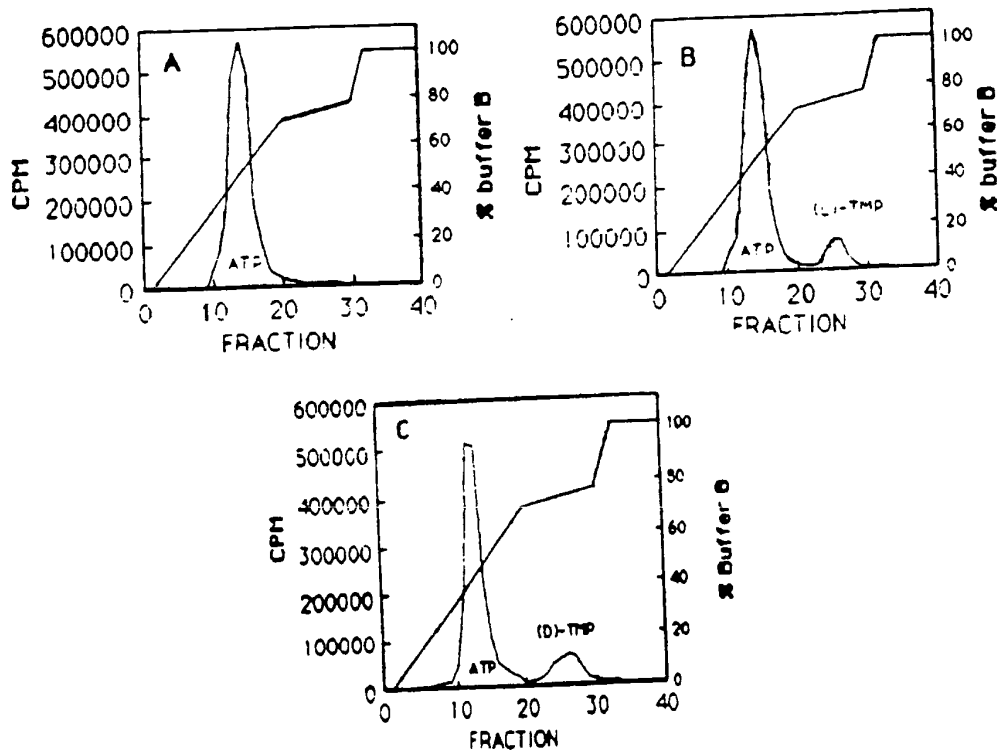 A
600000
500000
400000
300000
200000
100000
0
CPM
100
80
60
40
20
0
% buffer B
ATP
0 10 20 30 40
FRACTION
B
600000
500000
400000
300000
200000
100000
0
CPM
100
80
60
40
20
0
% buffer B
(L)-TMP
ATP
0 10 20 30 40
FRACTION
C
600000
500000
400000
300000
200000
100000
0
CPM
100
80
60
40
20
0
% Buffer B
(D)-TMP
ATP
0 10 20 30 40
FRACTION